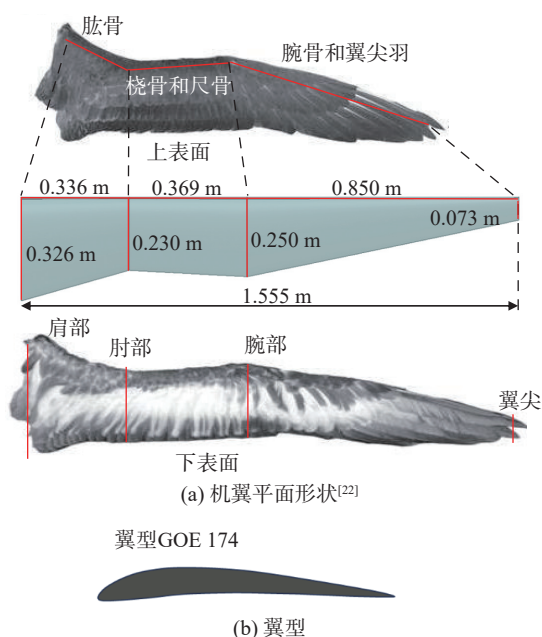 肱骨
腕骨和翼尖羽
桡骨和尺骨
上表面
0.336 m 0.369 m 0.850 m
0.073 m
0.326 m 0.230 m 0.250 m
1.555 m
肩部
肘部 腕部
翼尖
下表面
(a) 机翼平面形状[22]
翼型GOE 174
(b) 翼型